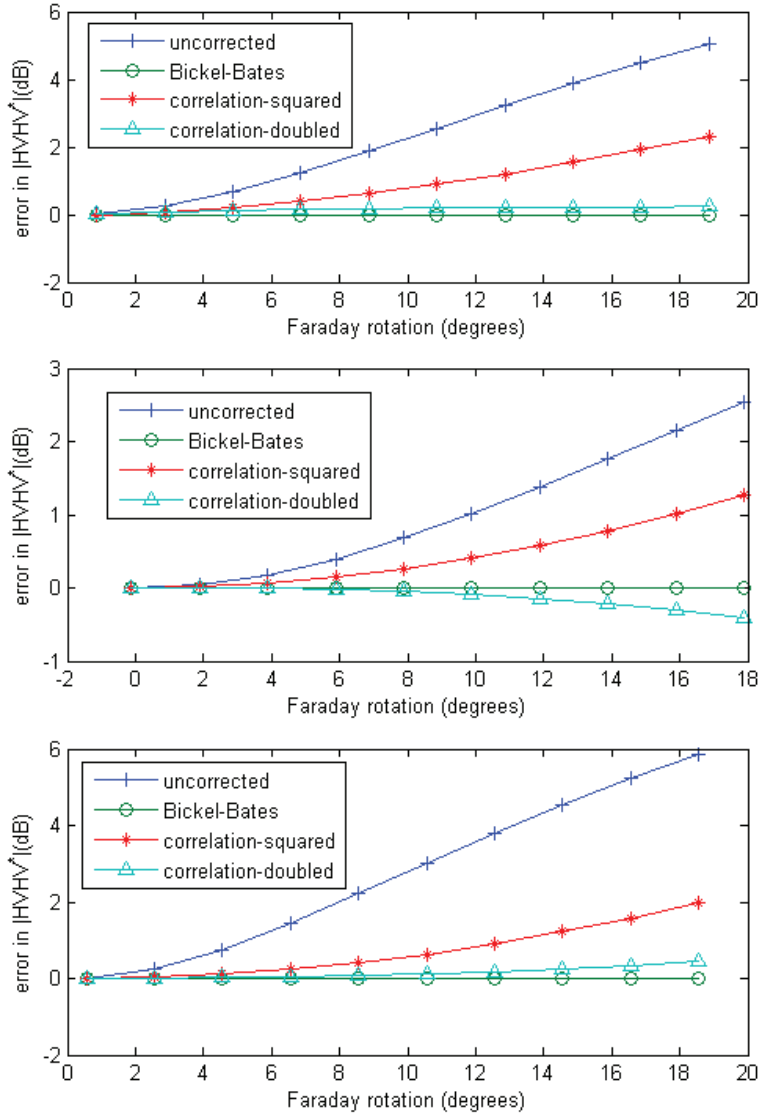 6
4
2
0
-2
error in |HVHV*|(dB)
uncorrected
Bickel-Bates
correlation-squared
correlation-doubled
0 2 4 6 8 10 12 14 16 18 20
Faraday rotation (degrees)
3
2
1
0
-1
error in |HVHV*|(dB)
uncorrected
Bickel-Bates
correlation-squared
correlation-doubled
-2 0 2 4 6 8 10 12 14 16 18
Faraday rotation (degrees)
6
4
2
0
-2
error in |HVHV*|(dB)
uncorrected
Bickel-Bates
correlation-squared
correlation-doubled
0 2 4 6 8 10 12 14 16 18 20
Faraday rotation (degrees)